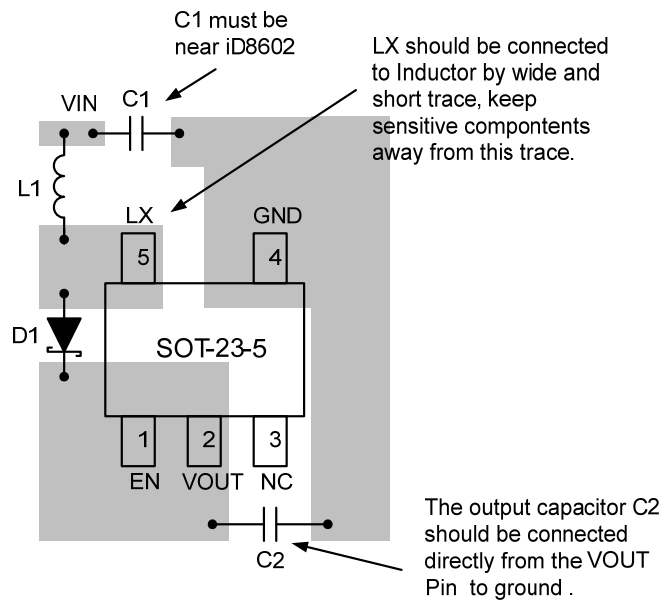 C1 must be
near iD8602
LX should be connected
to Inductor by wide and
short trace, keep
sensitive compontents
away from this trace.
VIN
C1
L1
LX
GND
5
4
D1
SOT-23-5
1
2
3
EN
VOUT
NC
C2
The output capacitor C2
should be connected
directly from the VOUT
Pin to ground .